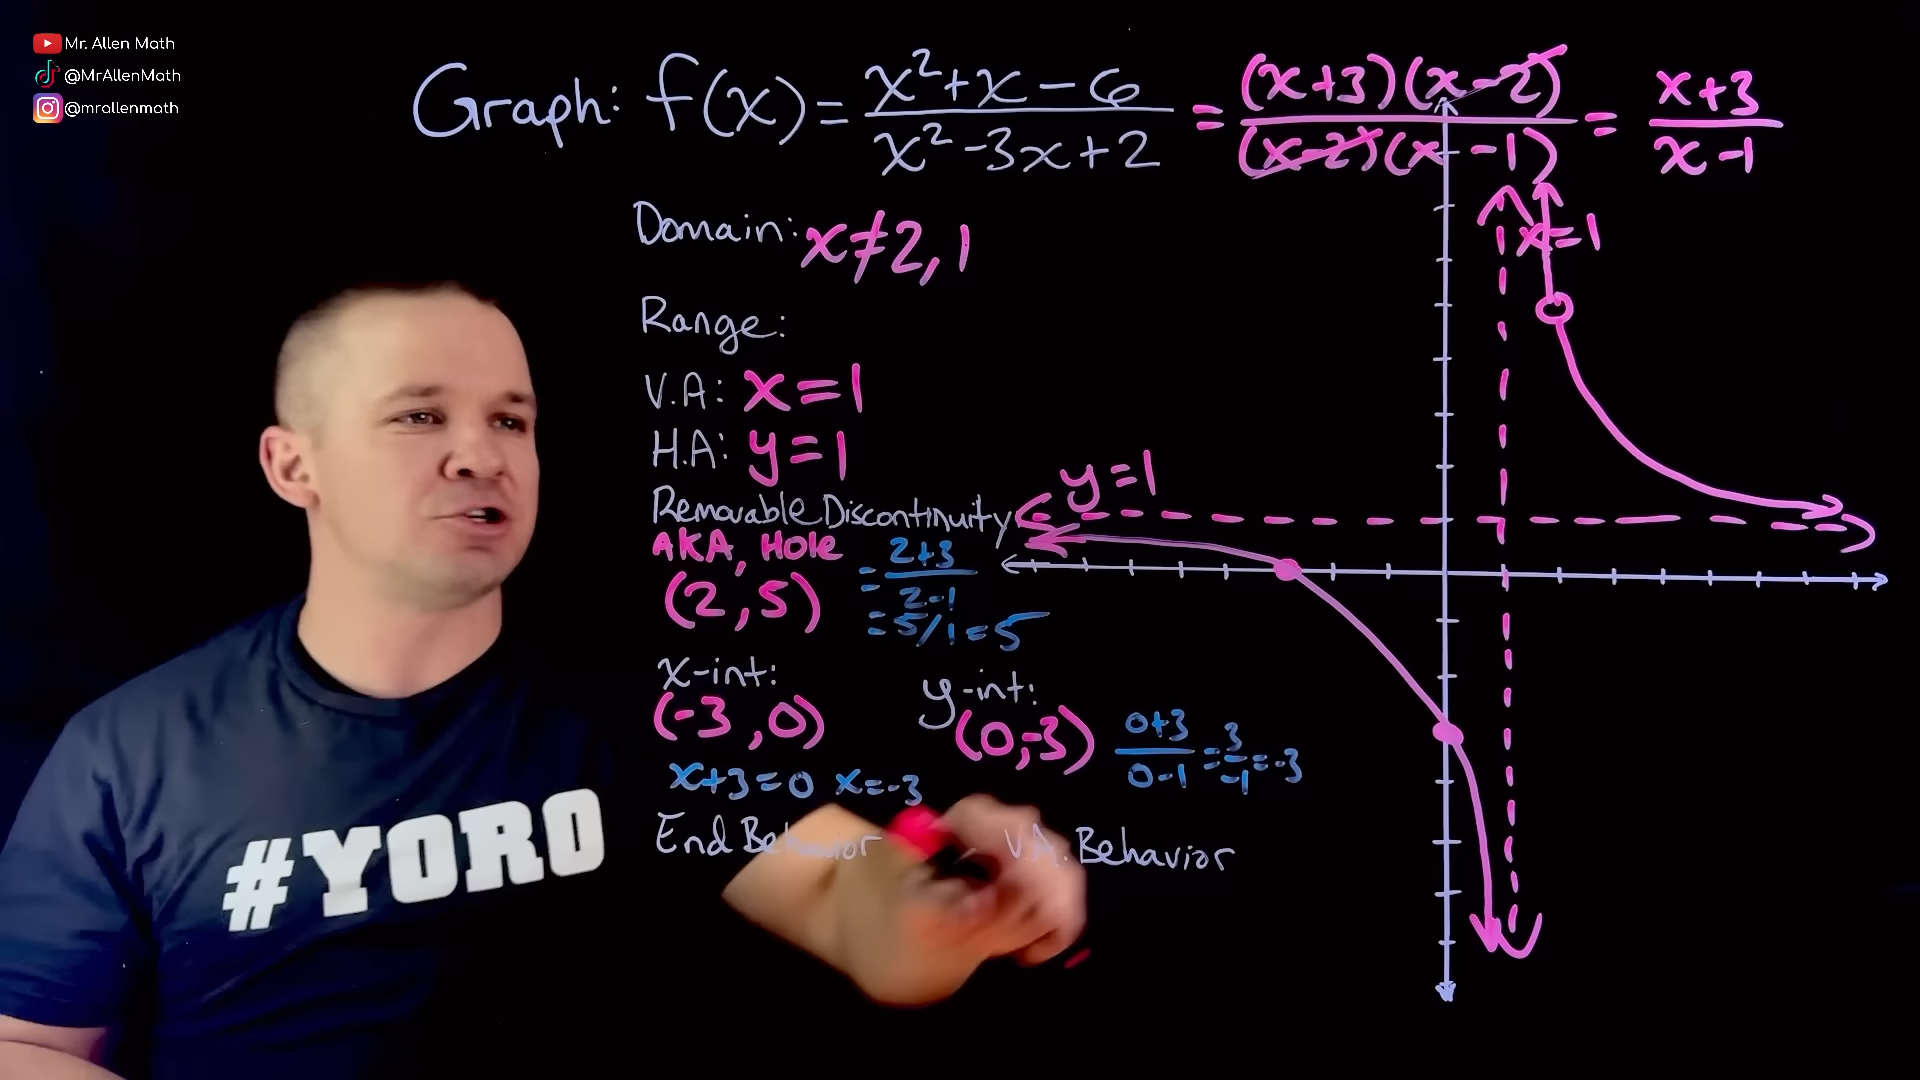 Mr. Allen Math
@MrAllenMath
@mrallenmath
Graph: f(x) = x²+x-6 / x²-3x+2 = (x+3)(x-2) / (x-2)(x-1) = x+3 / x-1
Domain: x≠2, 1
x=1
Range:
V.A: x=1
H.A: y=1
y=1
Removable Discontinuity
AKA, Hole
(2, 5)
= 2+3 / 2-1
= 5/1 = 5
x-int:
(-3, 0)
x+3=0 x=-3
y-int:
(0,-3)
0+3 / 0-1 = 3 / -1 = -3
End Behavior
V.A. Behavior
#YORO